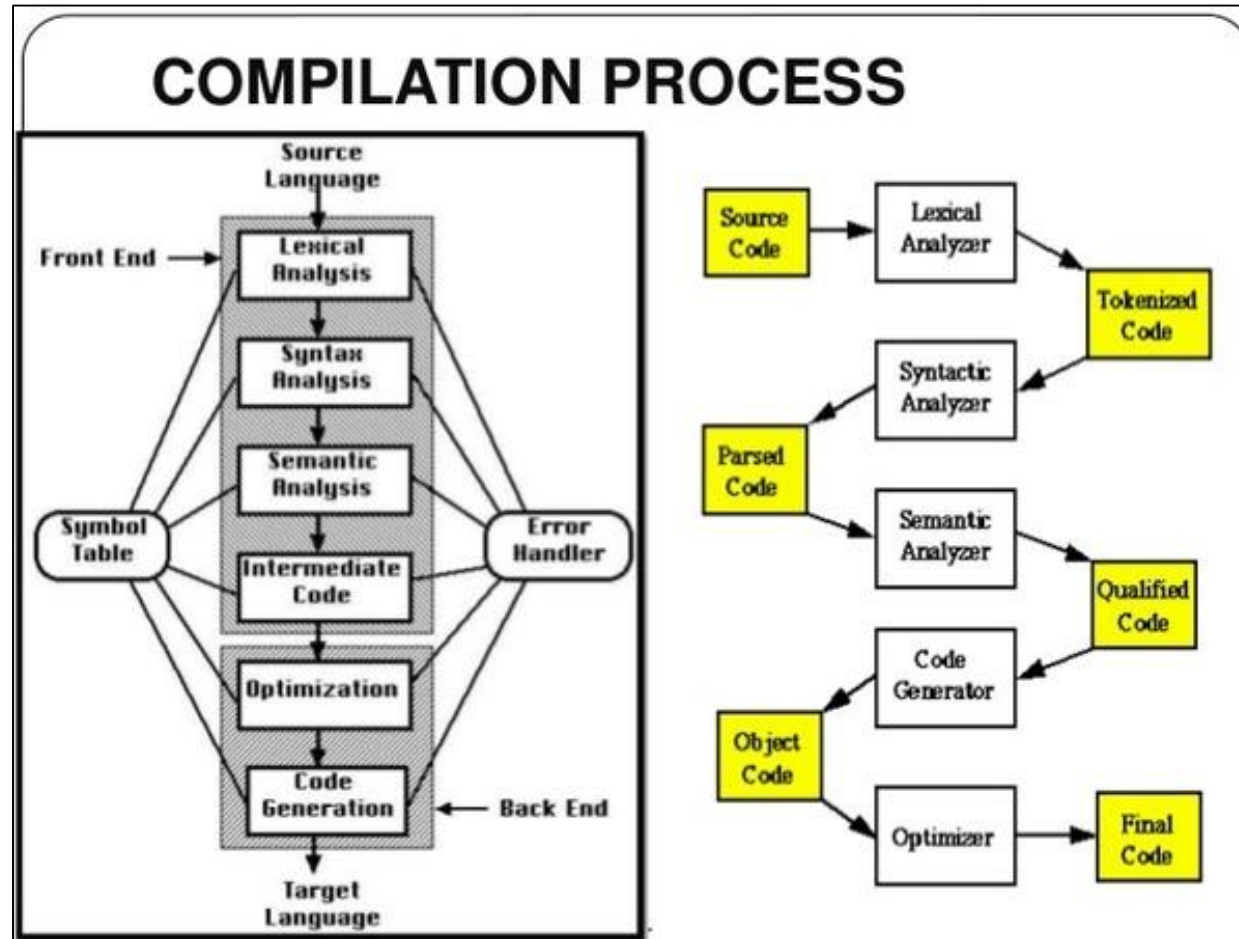 COMPILATION PROCESS
Source
Language
Front End
Lexical
Analysis
Syntax
Analysis
Semantic
Analysis
Symbol
Table
Error
Handler
Intermediate
Code
Optimization
Code
Generation
Back End
Target
Language
Source
Code
Lexical
Analyzer
Tokenized
Code
Syntactic
Analyzer
Parsed
Code
Semantic
Analyzer
Qualified
Code
Code
Generator
Object
Code
Optimizer
Final
Code